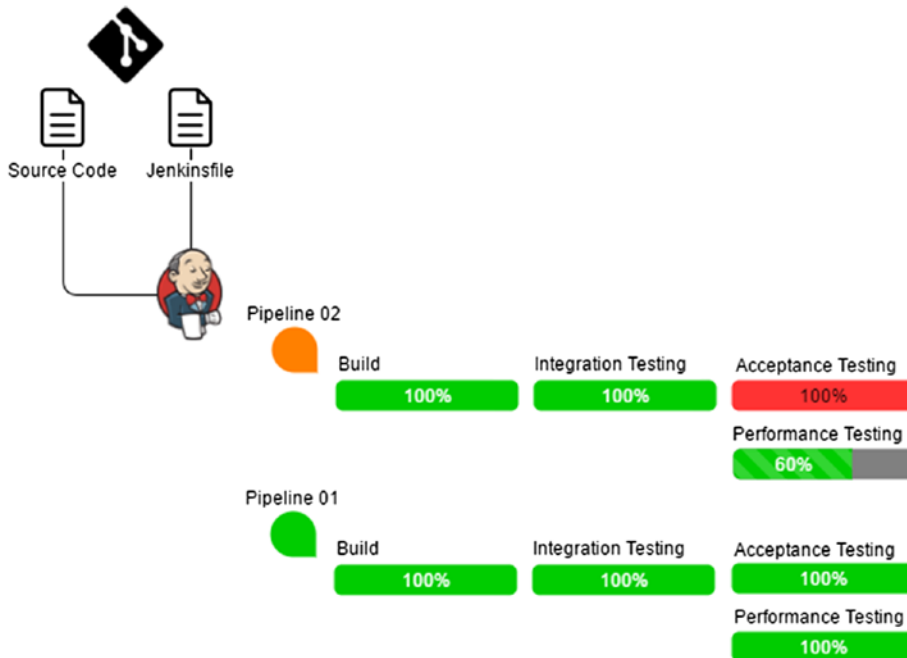 Source Code
Jenkinsfile
Pipeline 02
Build
Integration Testing
Acceptance Testing
100%
100%
100%
Performance Testing
60%
Pipeline 01
Build
Integration Testing
Acceptance Testing
100%
100%
100%
Performance Testing
100%